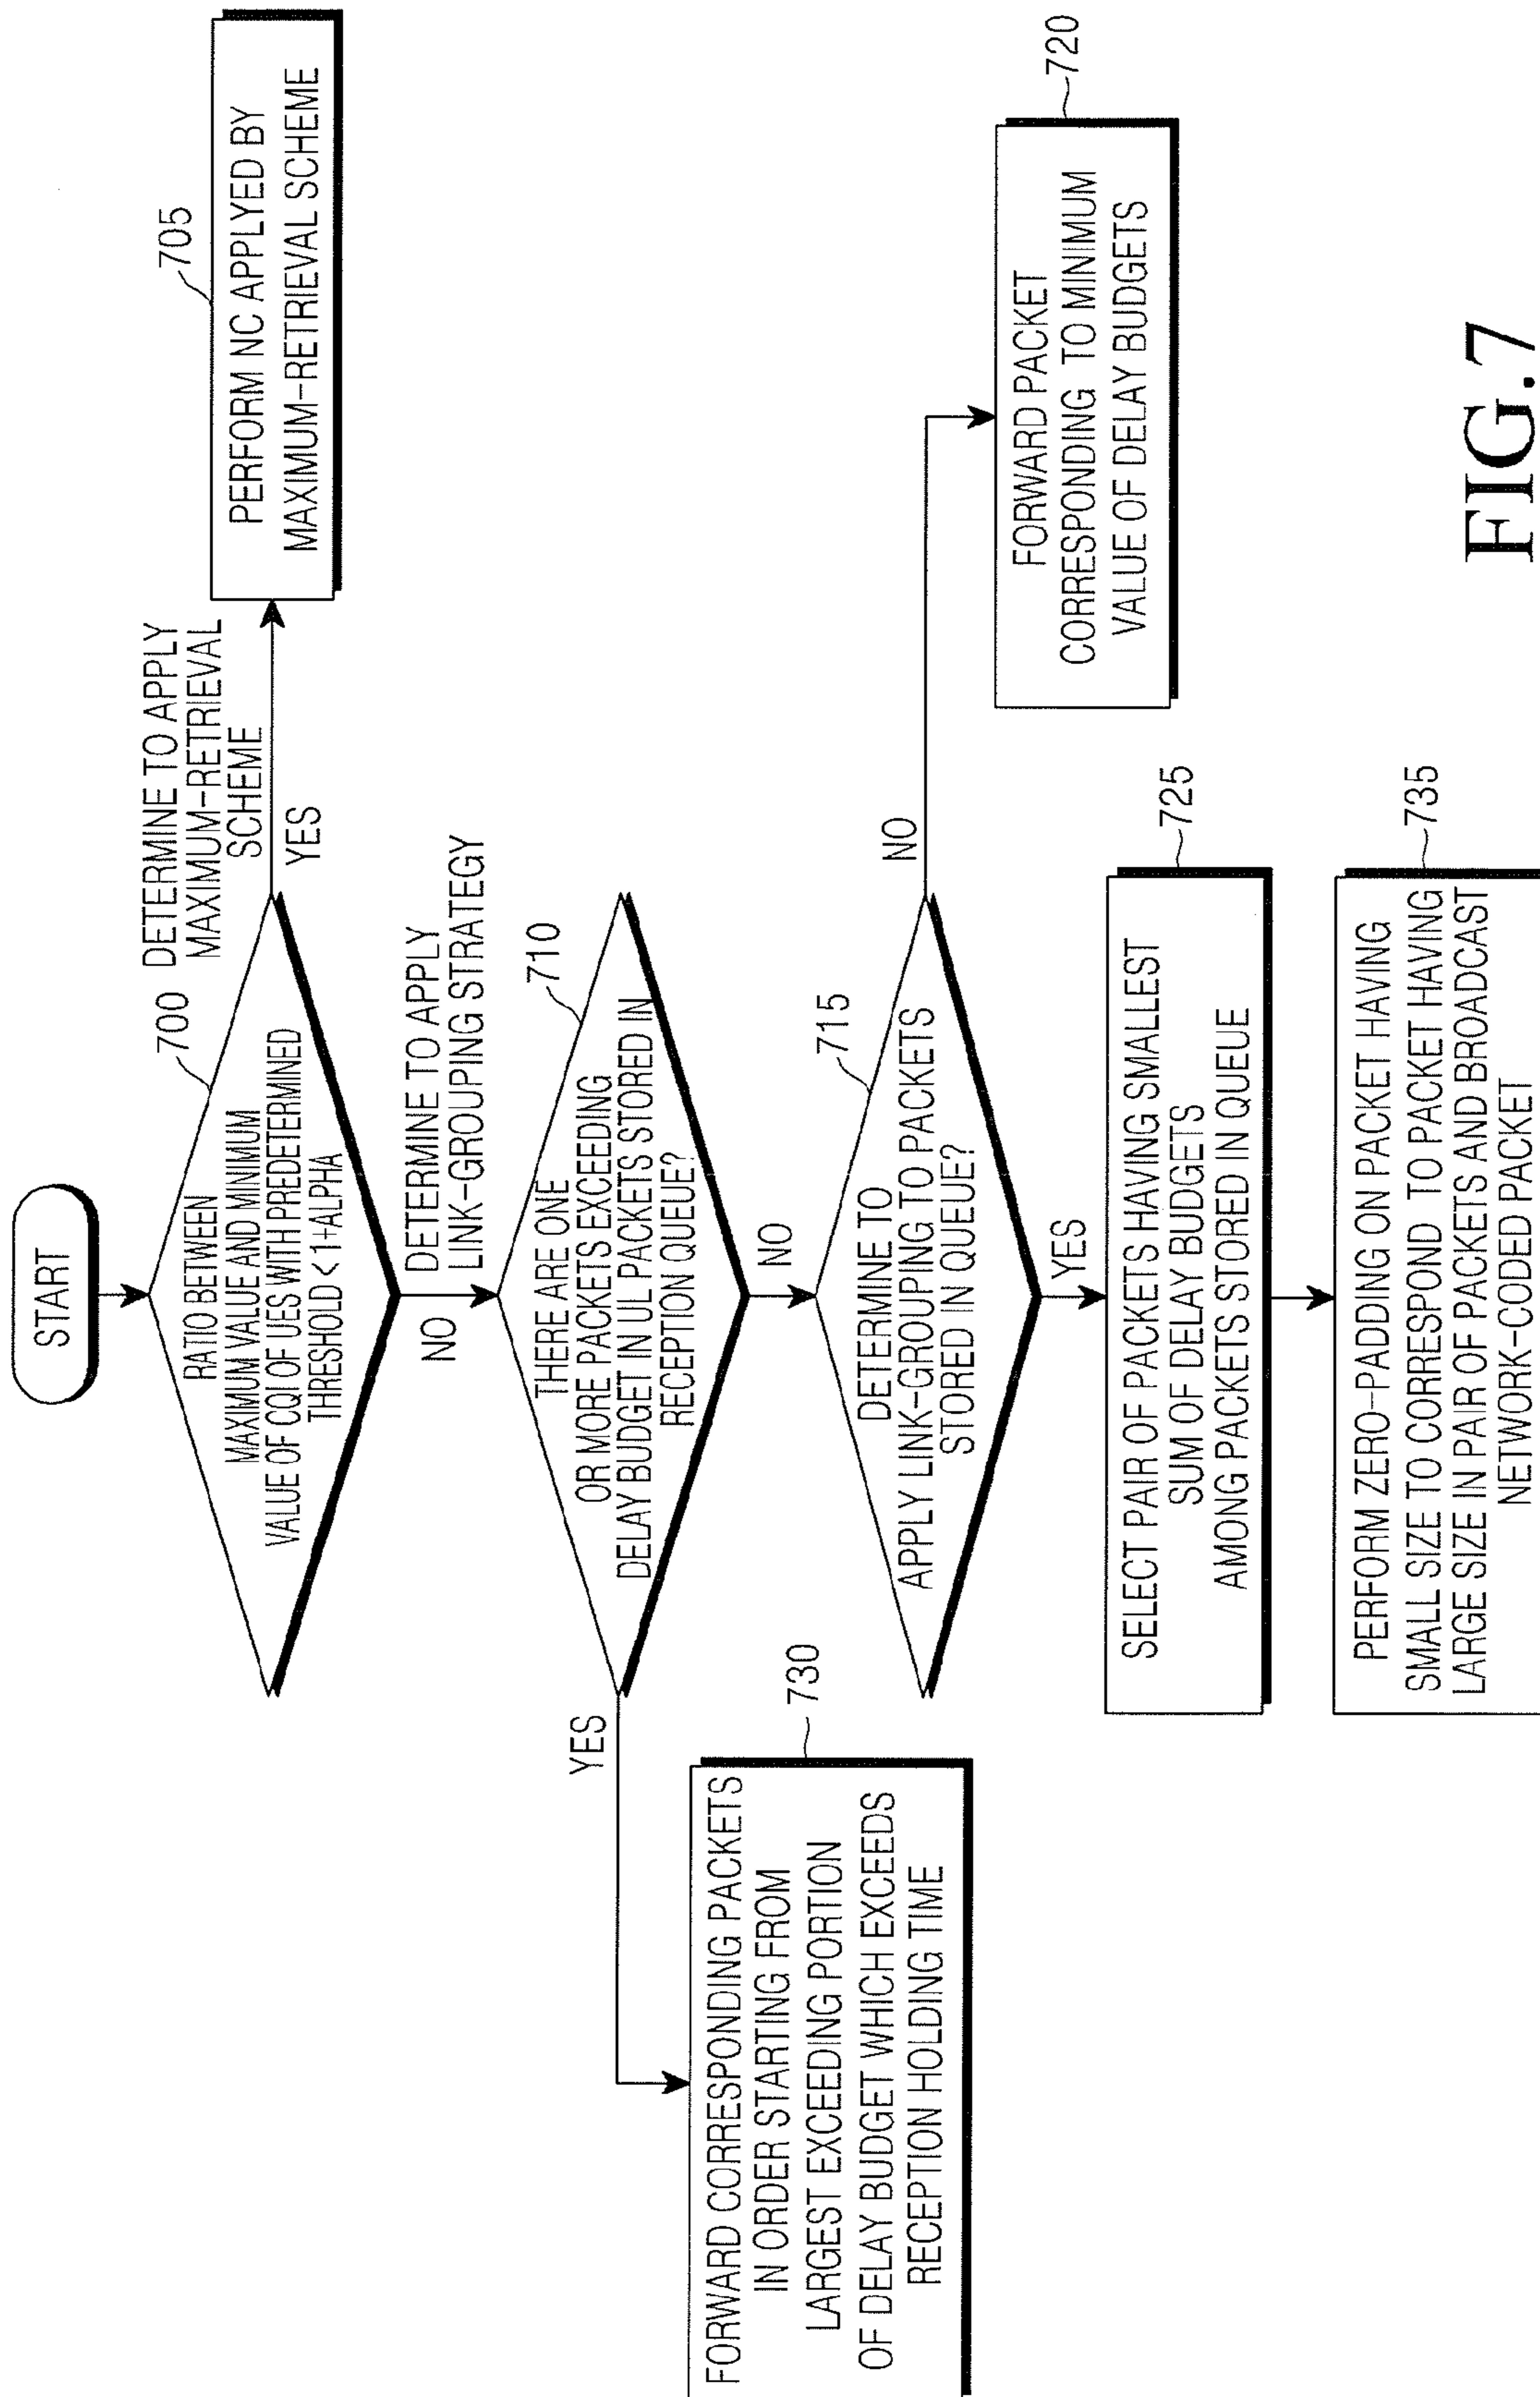 START
RATIO BETWEEN
MAXIMUM VALUE AND MINIMUM
VALUE OF CQI OF UES WITH PREDETERMINED
THRESHOLD < 1+ALPHA
700
DETERMINE TO APPLY
MAXIMUM-RETRIEVAL
SCHEME
YES
705
PERFORM NC APPLYED BY
MAXIMUM-RETRIEVAL SCHEME
NO
DETERMINE TO APPLY
LINK-GROUPING STRATEGY
710
THERE ARE ONE
OR MORE PACKETS EXCEEDING
DELAY BUDGET IN UL PACKETS STORED IN
RECEPTION QUEUE?
YES
730
FORWARD CORRESPONDING PACKETS
IN ORDER STARTING FROM
LARGEST EXCEEDING PORTION
OF DELAY BUDGET WHICH EXCEEDS
RECEPTION HOLDING TIME
NO
715
DETERMINE TO
APPLY LINK-GROUPING TO PACKETS
STORED IN QUEUE?
NO
720
FORWARD PACKET
CORRESPONDING TO MINIMUM
VALUE OF DELAY BUDGETS
YES
725
SELECT PAIR OF PACKETS HAVING SMALLEST
SUM OF DELAY BUDGETS
AMONG PACKETS STORED IN QUEUE
735
PERFORM ZERO-PADDING ON PACKET HAVING
SMALL SIZE TO CORRESPOND TO PACKET HAVING
LARGE SIZE IN PAIR OF PACKETS AND BROADCAST
NETWORK-CODED PACKET
FIG.7